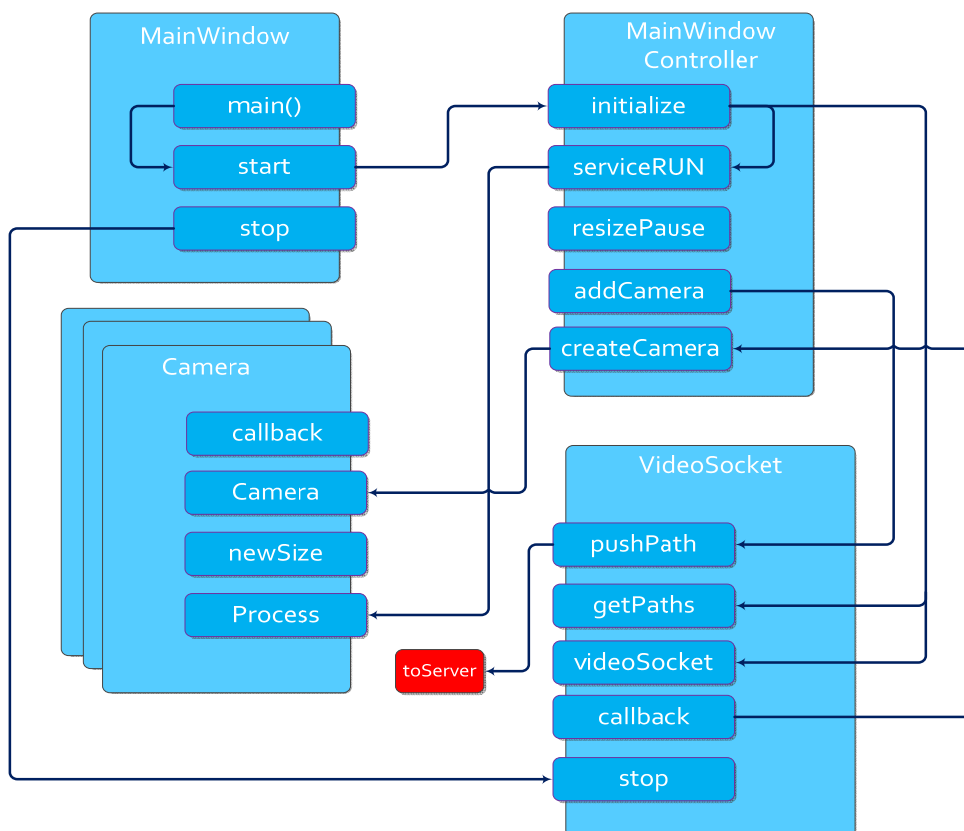 MainWindow
main()
start
stop
MainWindow
Controller
initialize
serviceRUN
resizePause
addCamera
createCamera
Camera
callback
Camera
newSize
Process
toServer
VideoSocket
pushPath
getPaths
videoSocket
callback
stop